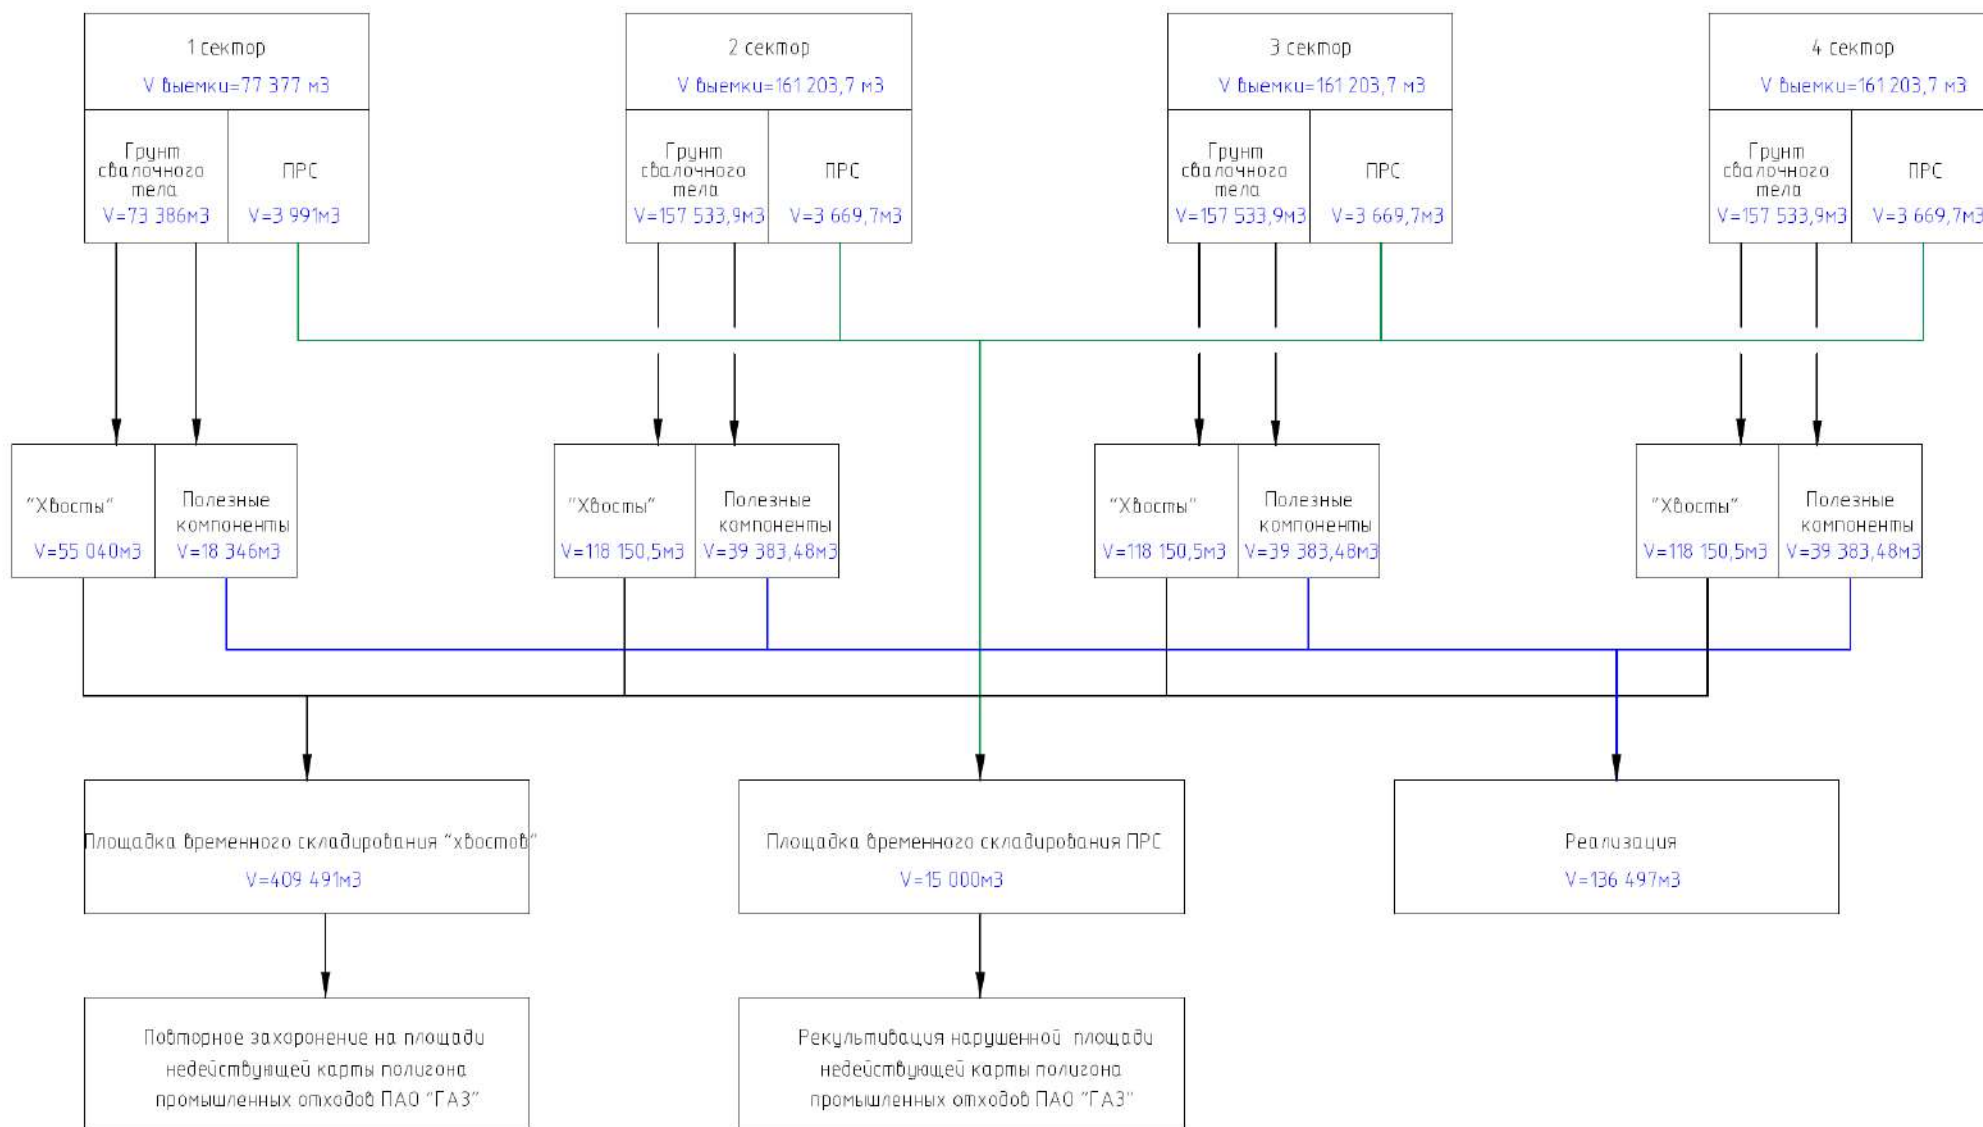 1 сектор
V выемки=77 377 м3
Грунт
свалочного
тела
V=73 386м3
ПРС
V=3 991м3
2 сектор
V выемки=161 203,7 м3
Грунт
свалочного
тела
V=157 533,9м3
ПРС
V=3 669,7м3
3 сектор
V выемки=161 203,7 м3
Грунт
свалочного
тела
V=157 533,9м3
ПРС
V=3 669,7м3
4 сектор
V выемки=161 203,7 м3
Грунт
свалочного
тела
V=157 533,9м3
ПРС
V=3 669,7м3
"Хвосты"
V=55 040м3
Полезные
компоненты
V=18 346м3
"Хвосты"
V=118 150,5м3
Полезные
компоненты
V=39 383,48м3
"Хвосты"
V=118 150,5м3
Полезные
компоненты
V=39 383,48м3
"Хвосты"
V=118 150,5м3
Полезные
компоненты
V=39 383,48м3
Площадка временного складирования "хвостов"
V=409 491м3
Площадка временного складирования ПРС
V=15 000м3
Реализация
V=136 497м3
Повторное захоронение на площади
недействующей карты полигона
промышленных отходов ПАО "ГАЗ"
Рекультивация нарушенной площади
недействующей карты полигона
промышленных отходов ПАО "ГАЗ"